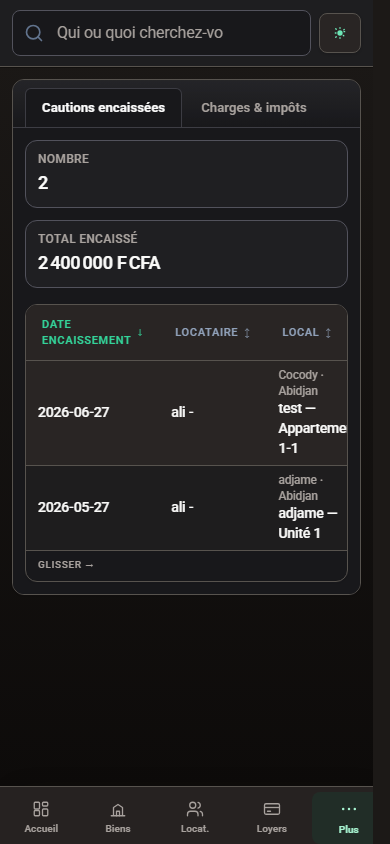 Qui ou quoi cherchez-vo
Cautions encaissées
Charges & impôts
NOMBRE
2
TOTAL ENCAISSÉ
2 400 000 F CFA
DATE
ENCAISSEMENT ↓
LOCATAIRE ↕
LOCAL ↕
2026-06-27
ali -
Cocody ·
Abidjan
test —
Apparteme
1-1
2026-05-27
ali -
adjame ·
Abidjan
adjame —
Unité 1
GLISSER →
Accueil
Biens
Locat.
Loyers
Plus